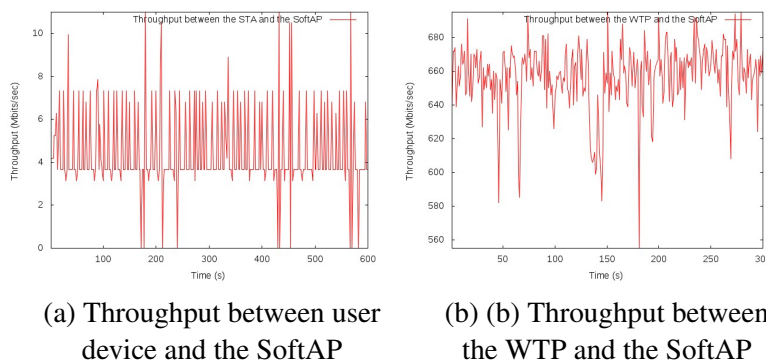 Throughput between the STA and the SoftAP
Throughput (Mbits/sec)
10
8
6
4
2
0
0
100
200
300
400
500
600
Time (s)
(a) Throughput between user
device and the SoftAP
Throughput between the WTP and the SoftAP
Throughput (Mbits/sec)
680
660
640
620
600
580
560
50
100
150
200
250
300
Time (s)
(b) (b) Throughput between
the WTP and the SoftAP